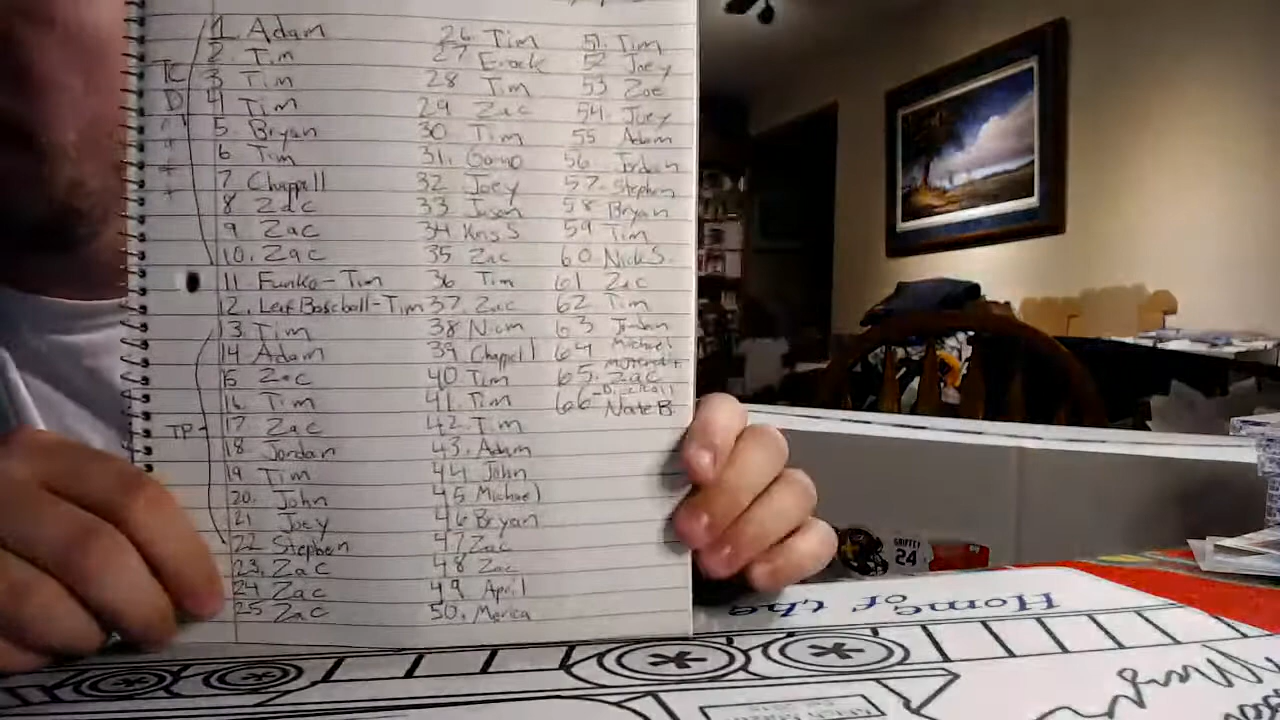 1. Adam
2. Tim
3 Tim
4 Tim
5. Bryan
6 Tim
7 Chappell
8 Zac
9 Zac
10. Zac
11. Funko - Tim
12. Leaf Baseball - Tim
13. Tim
14 Adam
15 Zac
16 Tim
17 Zac
18 Jordan
19 Tim
20. John
21 Joey
22 Stephen
23. Zac
24 Zac
25 Zac
TC
D
TP
26 Tim
27 Erock
28 Tim
29 Zac
30 Tim
31. Gomo
32 Joey
33 Jason
34 Kris S
35 Zac
36 Tim
37. Zac
38 Nicm
39 Chappell
40. Tim
41. Tim
42. Tim
43. Adam
44 John
45 Michael
46 Bryan
47 Zac
48 Zac
49 April
50. Marica
51. Tim
52 Joey
53 Zoe
54. Joey
55 Adam
56 Jordan
57. Stephen
58 Bryan
59 Tim
60 Nick S.
61 Zac
62 Tim
63 Jordan
64 Michael
65. Zac
66 Nate B.
GRIFFEY
24
Home of the